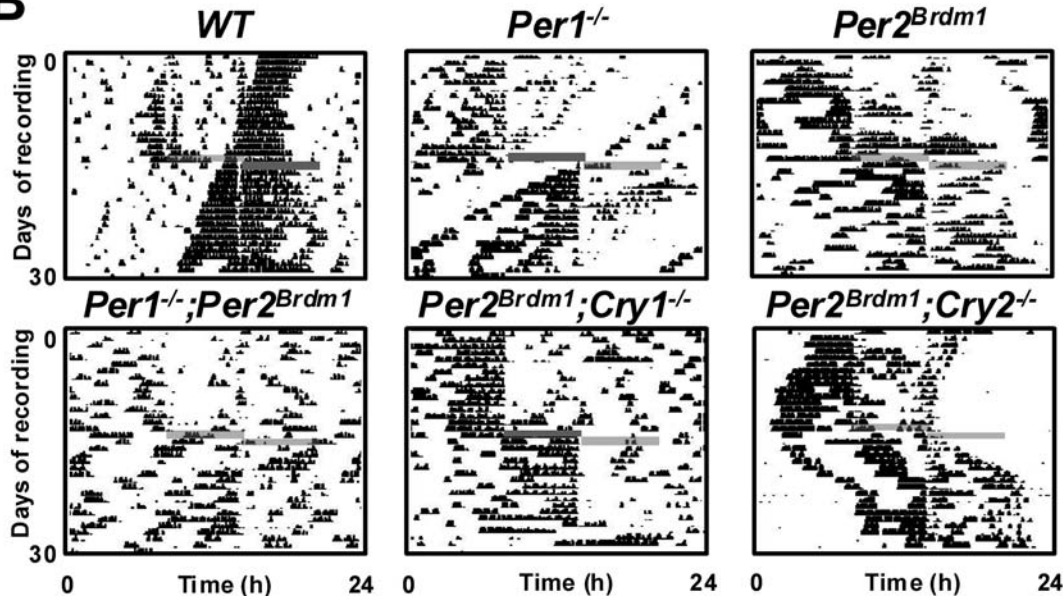 B
WT Per1-/- Per2Brdm1
0
Days of recording
30
Per1-/-;Per2Brdm1 Per2Brdm1;Cry1-/- Per2Brdm1;Cry2-/-
0
Days of recording
30
0 Time (h) 24 0 Time (h) 24 0 Time (h) 24